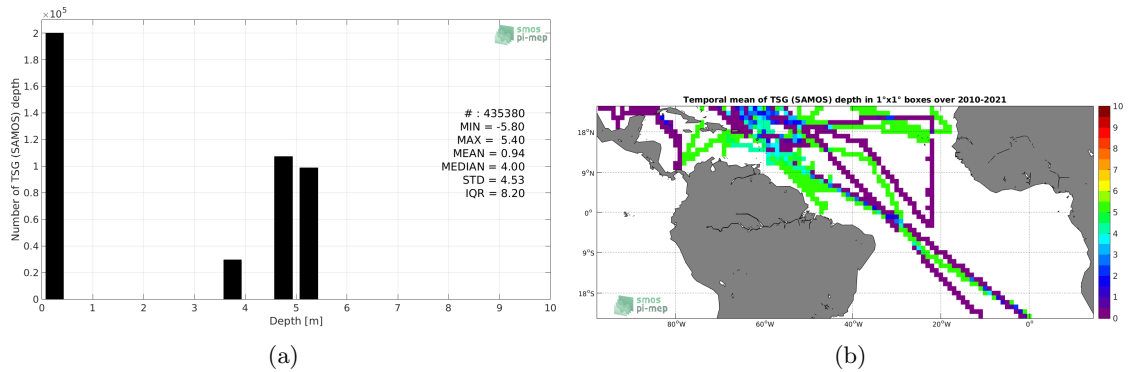 ×10⁵
2
1.8
1.6
1.4
1.2
1
0.8
0.6
0.4
0.2
0
Number of TSG (SAMOS) depth
smos
pi-mep
# : 435380
MIN = -5.80
MAX = 5.40
MEAN = 0.94
MEDIAN = 4.00
STD = 4.53
IQR = 8.20
0 1 2 3 4 5 6 7 8 9 10
Depth [m]
(a)
Temporal mean of TSG (SAMOS) depth in 1°x1° boxes over 2010-2021
18°N
9°N
0°
9°S
18°S
smos
pi-mep
80°W 60°W 40°W 20°W 0°
10
9
8
7
6
5
4
3
2
1
0
(b)